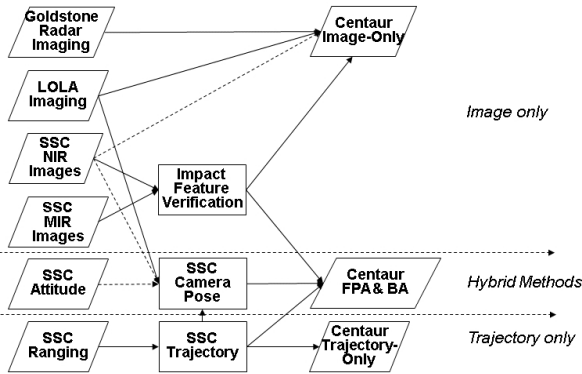 Goldstone
Radar
Imaging
Centaur
Image-Only
LOLA
Imaging
Image only
SSC
NIR
Images
Impact
Feature
Verification
SSC
MIR
Images
SSC
Attitude
SSC
Camera
Pose
Centaur
FPA & BA
Hybrid Methods
SSC
Ranging
SSC
Trajectory
Centaur
Trajectory-
Only
Trajectory only